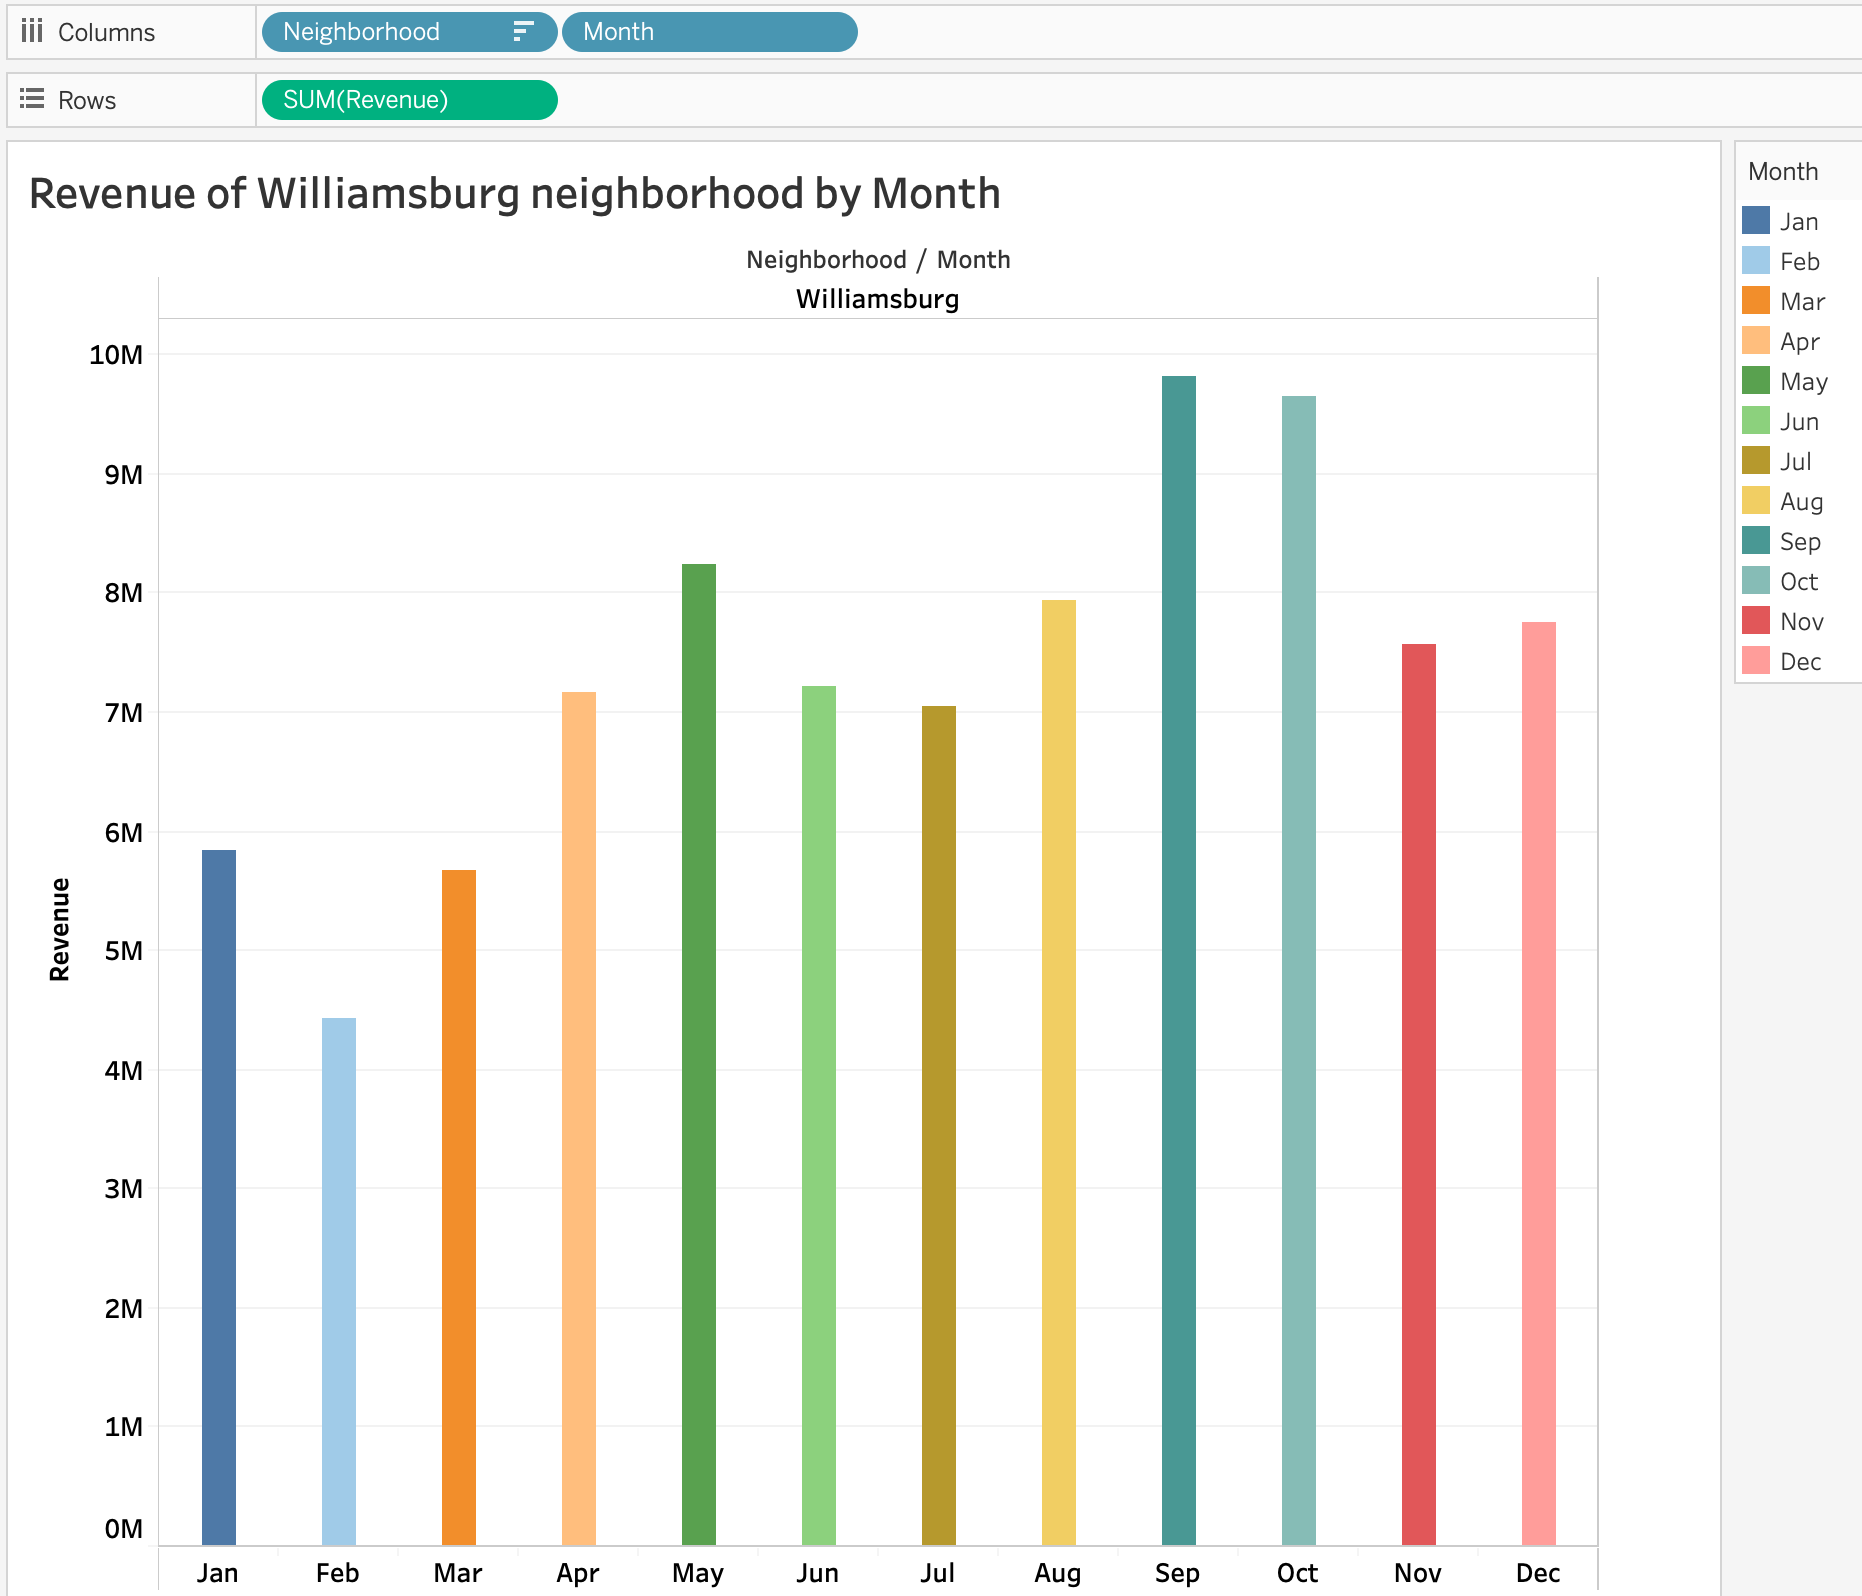 Columns Neighborhood Month
Rows SUM(Revenue)
Revenue of Williamsburg neighborhood by Month
Neighborhood / Month
Williamsburg
10M
9M
8M
7M
6M
5M
4M
3M
2M
1M
0M
Revenue
Jan Feb Mar Apr May Jun Jul Aug Sep Oct Nov Dec
Month
Jan
Feb
Mar
Apr
May
Jun
Jul
Aug
Sep
Oct
Nov
Dec